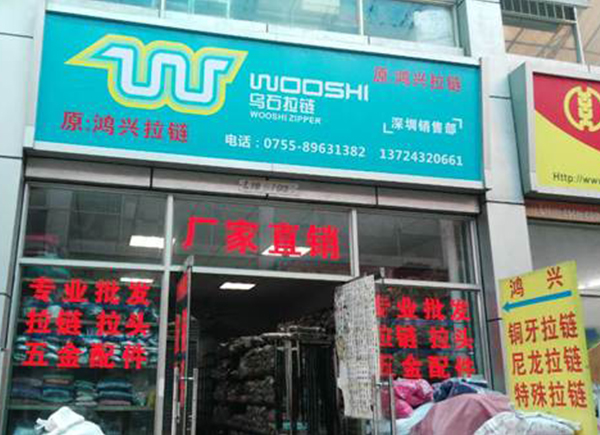 WOOSHI
乌石拉链
WOOSHI ZIPPER
原:鸿兴拉链
原:鸿兴拉链
深圳销售部
电话:0755-89631382 13724320661
Http://www
厂家直销
专业批发
拉链 拉头
五金配件
专业批发
拉链 拉头
五金配件
鸿兴
铜牙拉链
尼龙拉链
特殊拉链